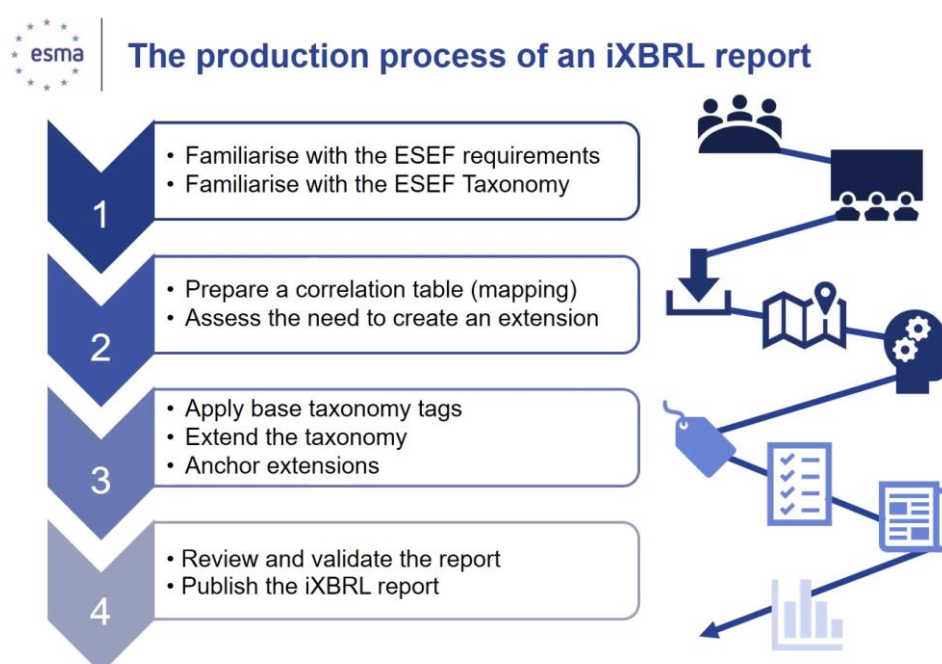 esma
The production process of an iXBRL report
1
• Familiarise with the ESEF requirements
• Familiarise with the ESEF Taxonomy
2
• Prepare a correlation table (mapping)
• Assess the need to create an extension
3
• Apply base taxonomy tags
• Extend the taxonomy
• Anchor extensions
4
• Review and validate the report
• Publish the iXBRL report